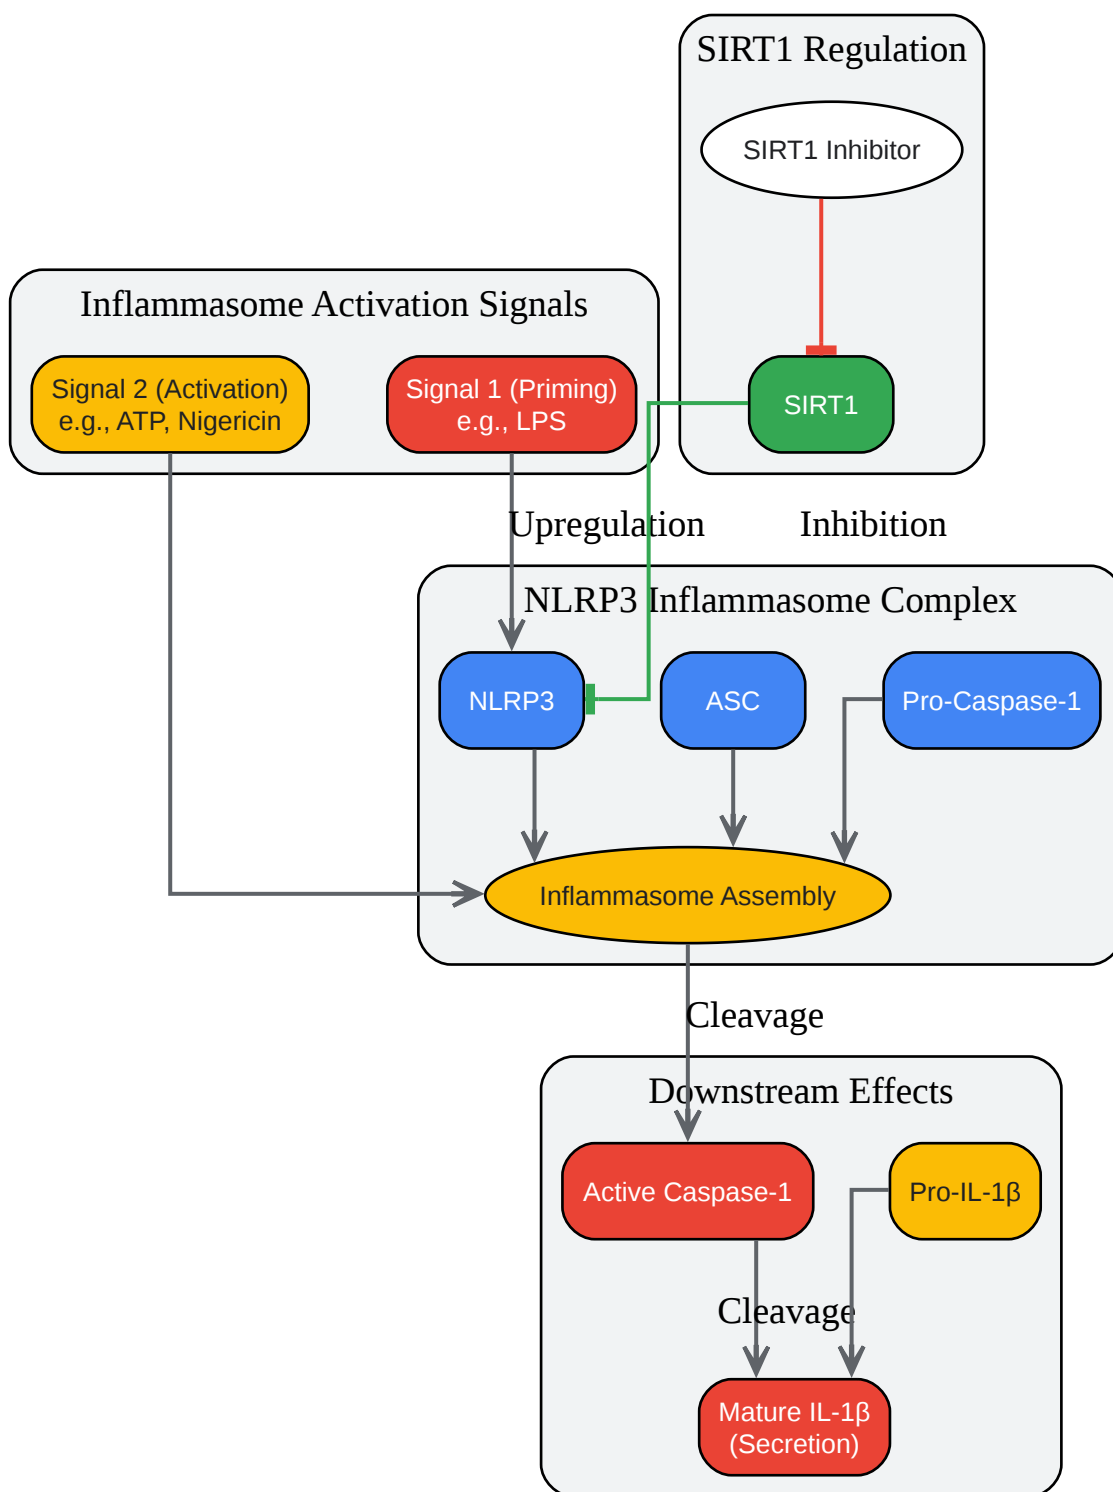 SIRT1 Regulation
SIRT1 Inhibitor
Inflammasome Activation Signals
Signal 2 (Activation)
e.g., ATP, Nigericin
Signal 1 (Priming)
e.g., LPS
SIRT1
Upregulation
Inhibition
NLRP3 Inflammasome Complex
NLRP3
ASC
Pro-Caspase-1
Inflammasome Assembly
Cleavage
Downstream Effects
Active Caspase-1
Pro-IL-1β
Cleavage
Mature IL-1β
(Secretion)